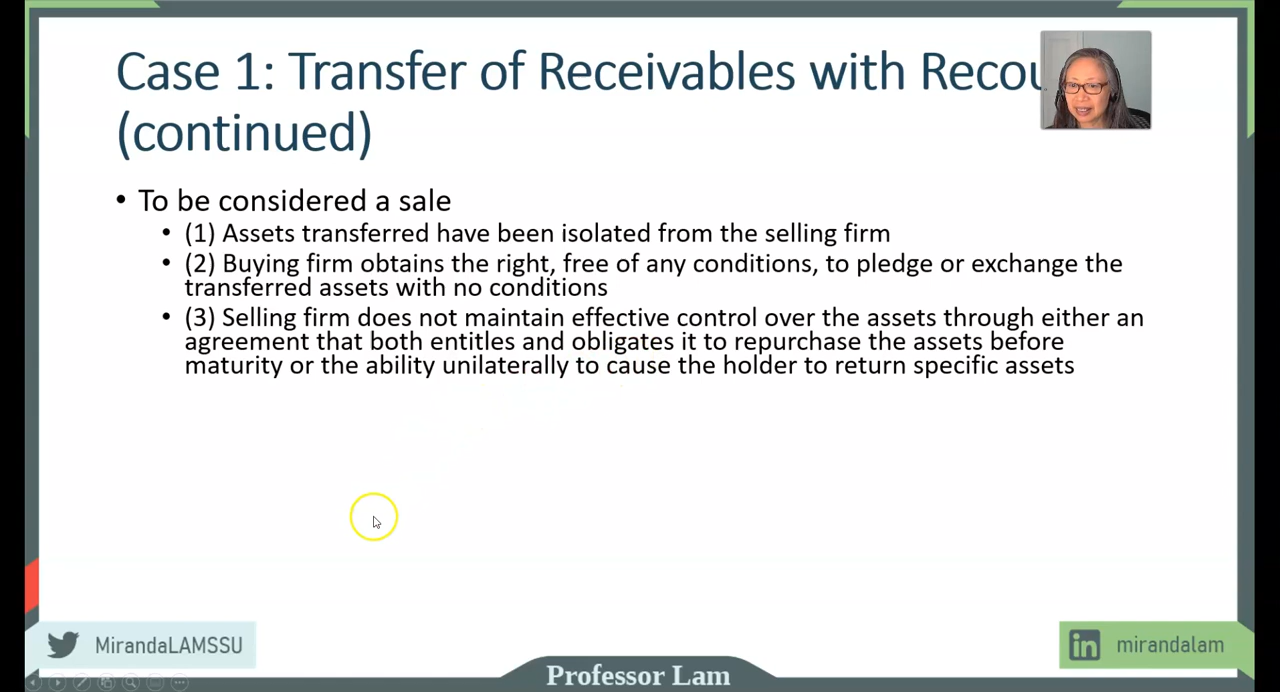 Case 1: Transfer of Receivables with
(continued)
• To be considered a sale
• (1) Assets transferred have been isolated from the selling firm
• (2) Buying firm obtains the right, free of any conditions, to pledge or exchange the
transferred assets with no conditions
• (3) Selling firm does not maintain effective control over the assets through either an
agreement that both entitles and obligates it to repurchase the assets before
maturity or the ability unilaterally to cause the holder to return specific assets
MirandaLAMSSU
in mirandalam
Professor Lam